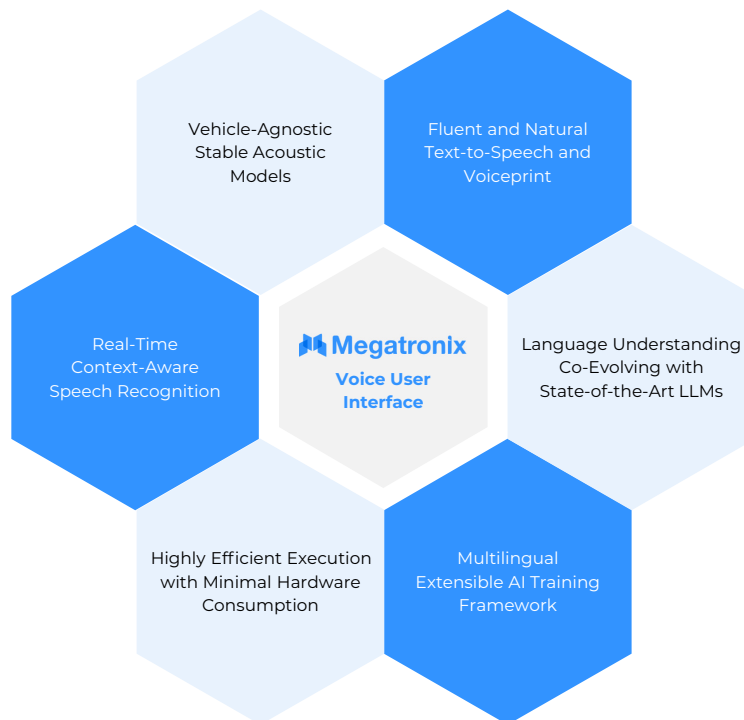 Vehicle-Agnostic
Stable Acoustic
Models
Fluent and Natural
Text-to-Speech and
Voiceprint
Real-Time
Context-Aware
Speech Recognition
Megatronix
Voice User
Interface
Language Understanding
Co-Evolving with
State-of-the-Art LLMs
Highly Efficient Execution
with Minimal Hardware
Consumption
Multilingual
Extensible AI Training
Framework